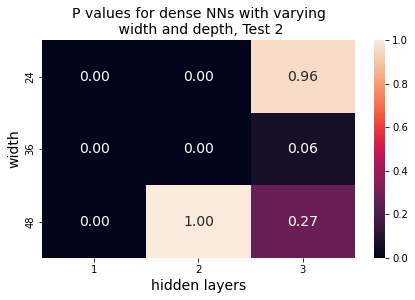 P values for dense NNs with varying
width and depth, Test 2
24 0.00 0.00 0.96
36 0.00 0.00 0.06
48 0.00 1.00 0.27
1 2 3
width
hidden layers
1.0
0.8
0.6
0.4
0.2
0.0